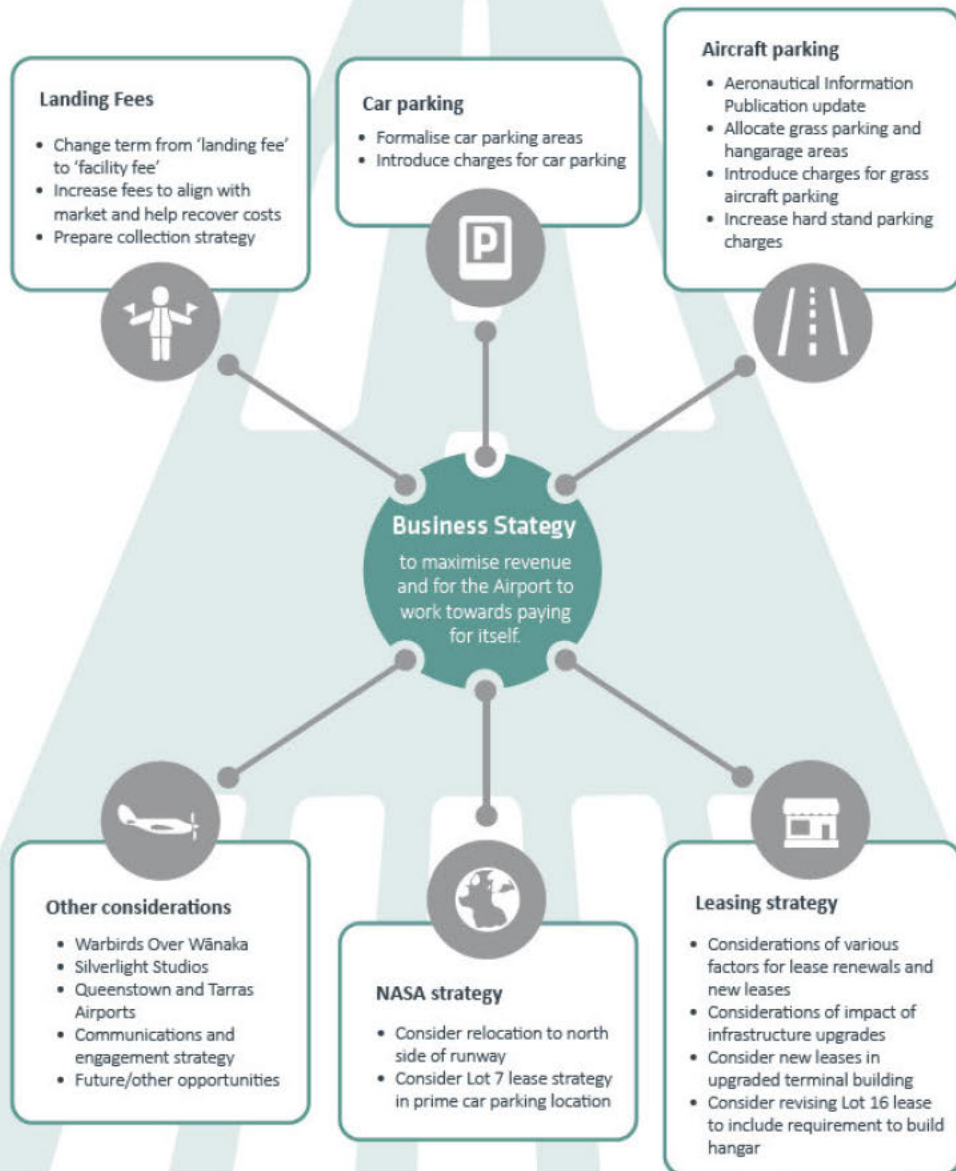 Landing Fees
• Change term from ‘landing fee’
to ‘facility fee’
• Increase fees to align with
market and help recover costs
• Prepare collection strategy
Car parking
• Formalise car parking areas
• Introduce charges for car parking
P
Aircraft parking
• Aeronautical Information
Publication update
• Allocate grass parking and
hangarage areas
• Introduce charges for grass
aircraft parking
• Increase hard stand parking
charges
Business Stategy
to maximise revenue
and for the Airport to
work towards paying
for itself.
Other considerations
• Warbirds Over Wānaka
• Silverlight Studios
• Queenstown and Tarras
Airports
• Communications and
engagement strategy
• Future/other opportunities
NASA strategy
• Consider relocation to north
side of runway
• Consider Lot 7 lease strategy
in prime car parking location
Leasing strategy
• Considerations of various
factors for lease renewals and
new leases
• Considerations of impact of
infrastructure upgrades
• Consider new leases in
upgraded terminal building
• Consider revising Lot 16 lease
to include requirement to build
hangar